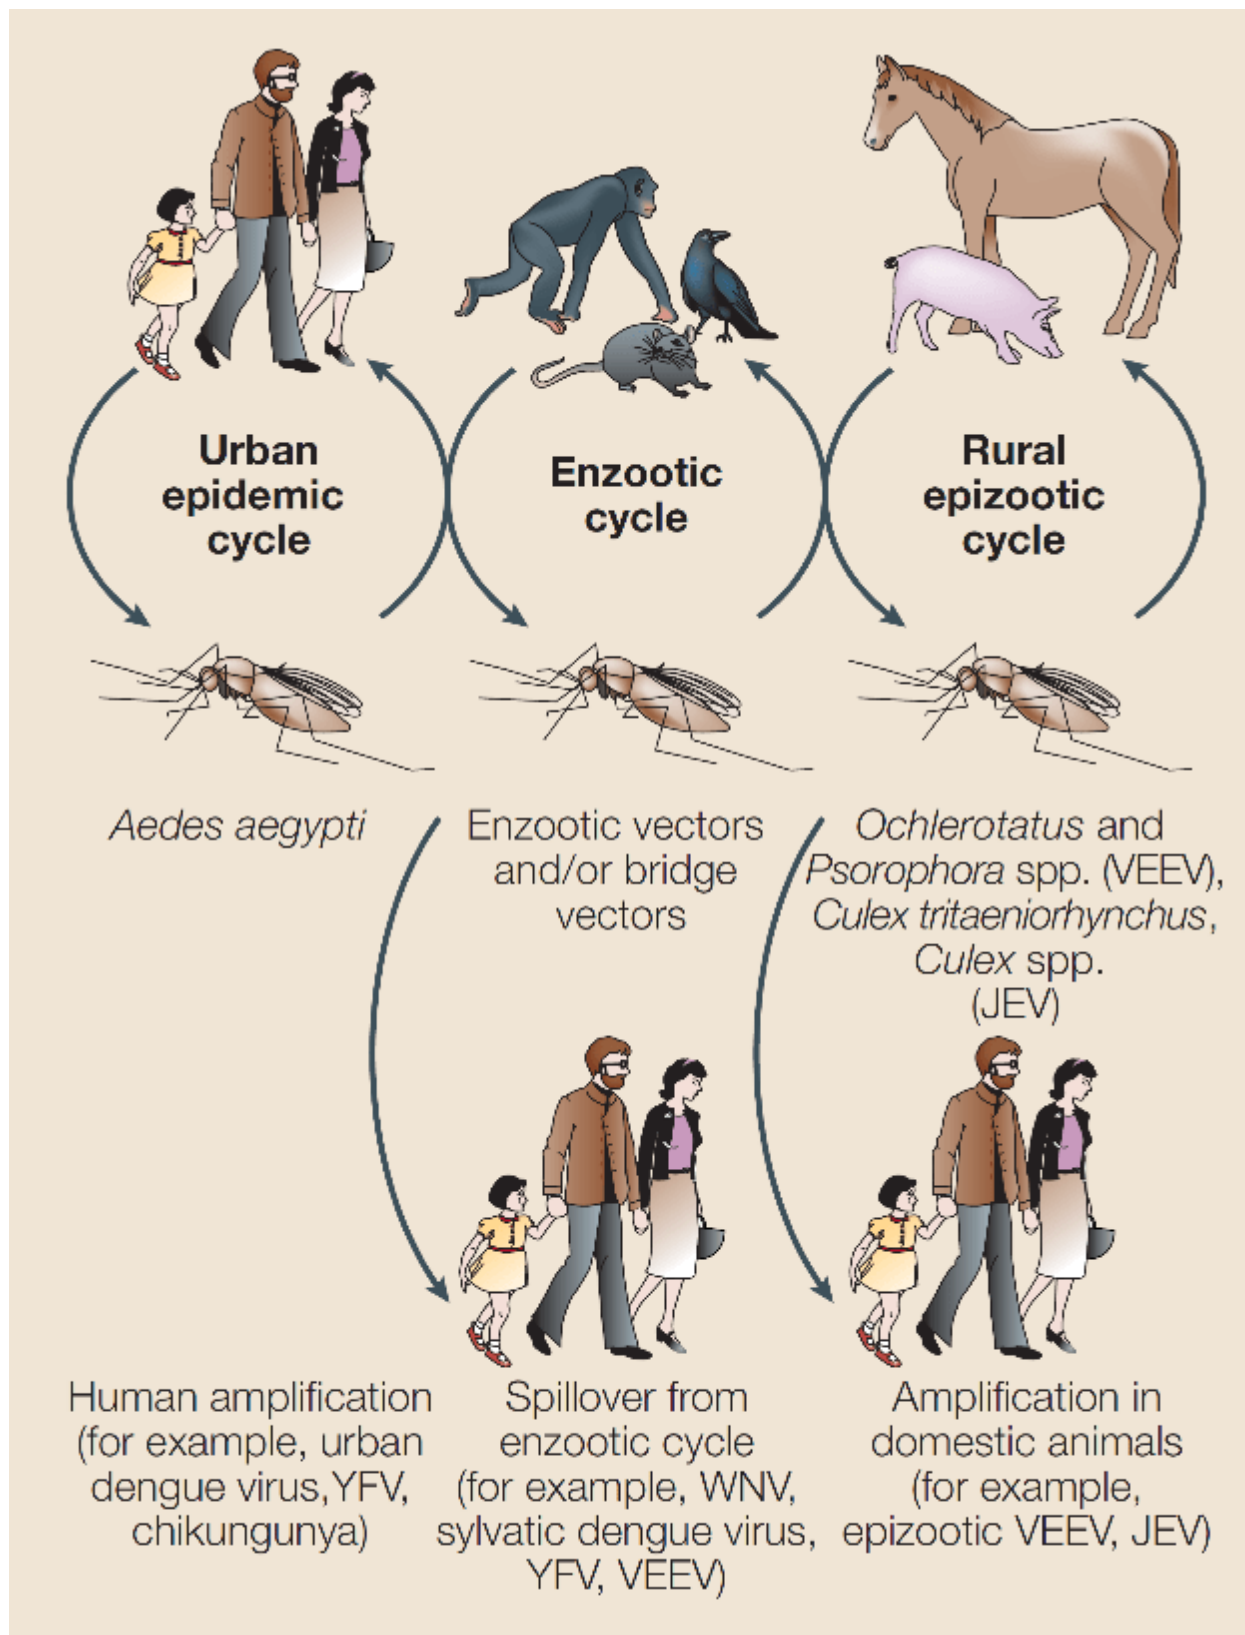 Urban
epidemic
cycle
Enzootic
cycle
Rural
epizootic
cycle
Aedes aegypti
Enzootic vectors
and/or bridge
vectors
Ochlerotatus and
Psorophora spp. (VEEV),
Culex tritaeniorhynchus,
Culex spp.
(JEV)
Human amplification
(for example, urban
dengue virus, YFV,
chikungunya)
Spillover from
enzootic cycle
(for example, WNV,
sylvatic dengue virus,
YFV, VEEV)
Amplification in
domestic animals
(for example,
epizootic VEEV, JEV)